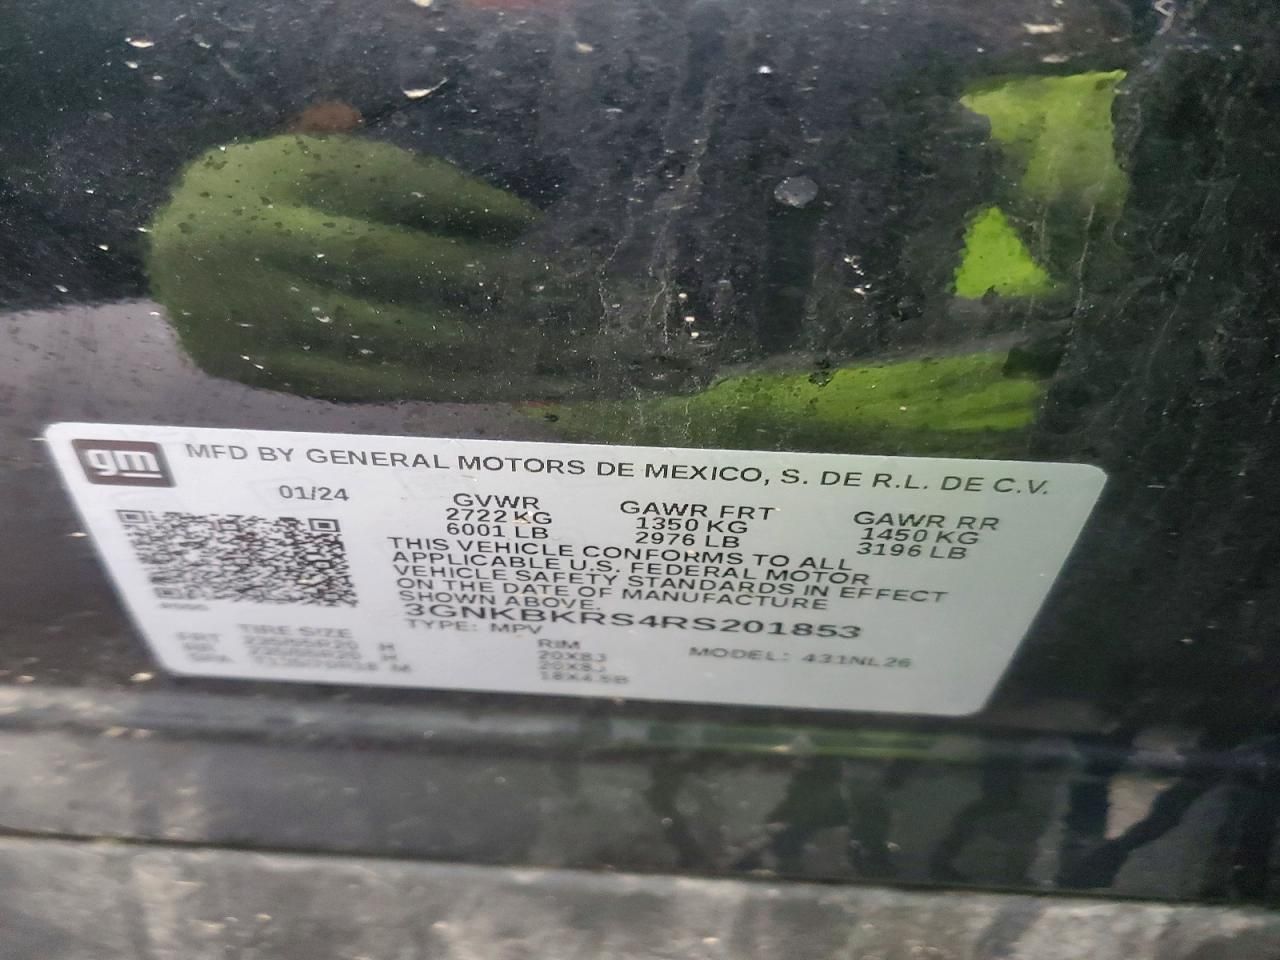 gm MFD BY GENERAL MOTORS DE MEXICO, S. DE R.L. DE C.V.
01/24 GVWR GAWR FRT GAWR RR
2722 KG 1350 KG 1450 KG
6001 LB 2976 LB 3196 LB
THIS VEHICLE CONFORMS TO ALL
APPLICABLE U.S. FEDERAL MOTOR
VEHICLE SAFETY STANDARDS IN EFFECT
ON THE DATE OF MANUFACTURE
SHOWN ABOVE.
3GNKBKRS4RS201853
TYPE: MPV MODEL: 431NL26
TIRE SIZE RIM
FRT H 20X8J
H 20X8J
M 18X4.5B